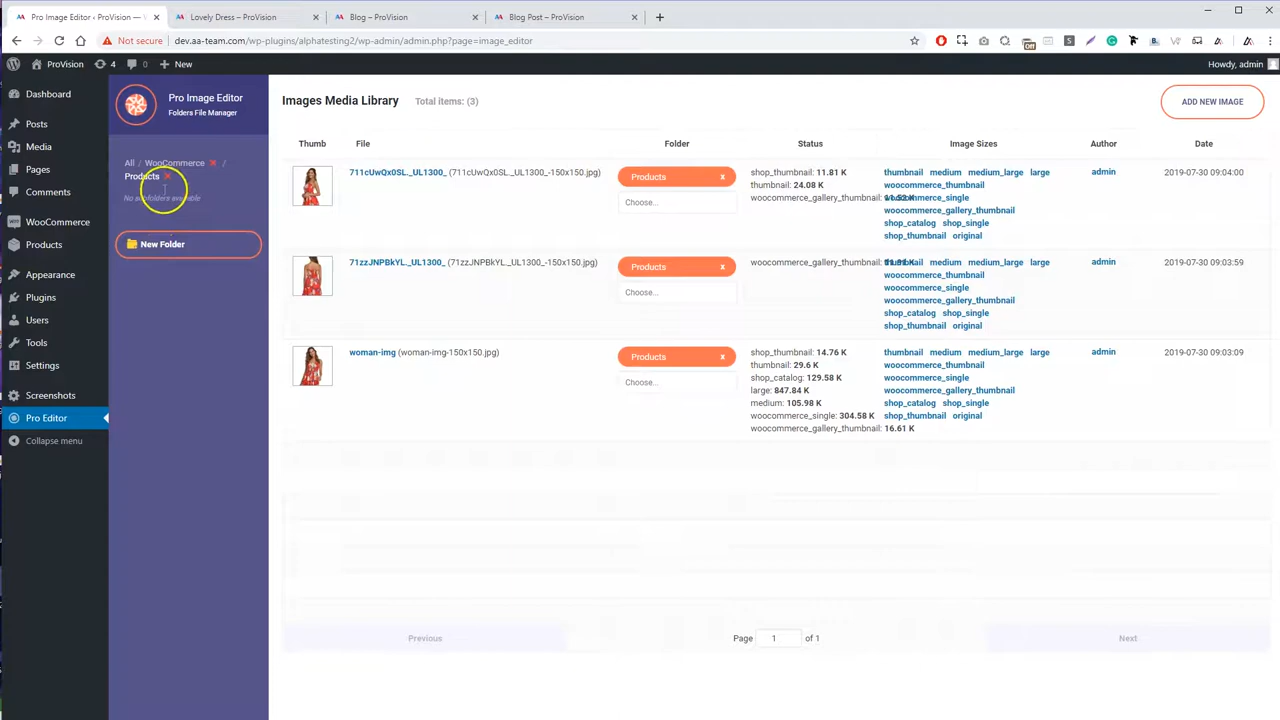 Pro Image Editor ‹ ProVision —
Lovely Dress – ProVision
Blog – ProVision
Blog Post – ProVision
Not secure
dev.aa-team.com/wp-plugins/alphatesting2/wp-admin/admin.php?page=image_editor
Off
ProVision
4
0
New
Howdy, admin
Dashboard
Posts
Media
Pages
Comments
WooCommerce
Products
Appearance
Plugins
Users
Tools
Settings
Screenshots
Pro Editor
Collapse menu
Pro Image Editor
Folders File Manager
All / WooCommerce /
Products
No subfolders available
New Folder
Images Media Library
Total items: (3)
ADD NEW IMAGE
Thumb File Folder Status Image Sizes Author Date
711cUwQx0SL._UL1300_ (711cUwQx0SL._UL1300_-150x150.jpg)
Products x
Choose...
shop_thumbnail: 11.81 K
thumbnail: 24.08 K
woocommerce_gallery_thumbnail:
thumbnail medium medium_large large
woocommerce_thumbnail
woocommerce_single
woocommerce_gallery_thumbnail
shop_catalog shop_single
shop_thumbnail original
admin
2019-07-30 09:04:00
71zzJNPBkYL._UL1300_ (71zzJNPBkYL._UL1300_-150x150.jpg)
Products x
Choose...
woocommerce_gallery_thumbnail:
medium medium_large large
woocommerce_thumbnail
woocommerce_single
woocommerce_gallery_thumbnail
shop_catalog shop_single
shop_thumbnail original
admin
2019-07-30 09:03:59
woman-img (woman-img-150x150.jpg)
Products x
Choose...
shop_thumbnail: 14.76 K
thumbnail: 29.6 K
shop_catalog: 129.58 K
large: 847.84 K
medium: 105.98 K
woocommerce_single: 304.58 K
woocommerce_gallery_thumbnail: 16.61 K
thumbnail medium medium_large large
woocommerce_thumbnail
woocommerce_single
woocommerce_gallery_thumbnail
shop_catalog shop_single
shop_thumbnail original
admin
2019-07-30 09:03:09
Previous
Page 1 of 1
Next